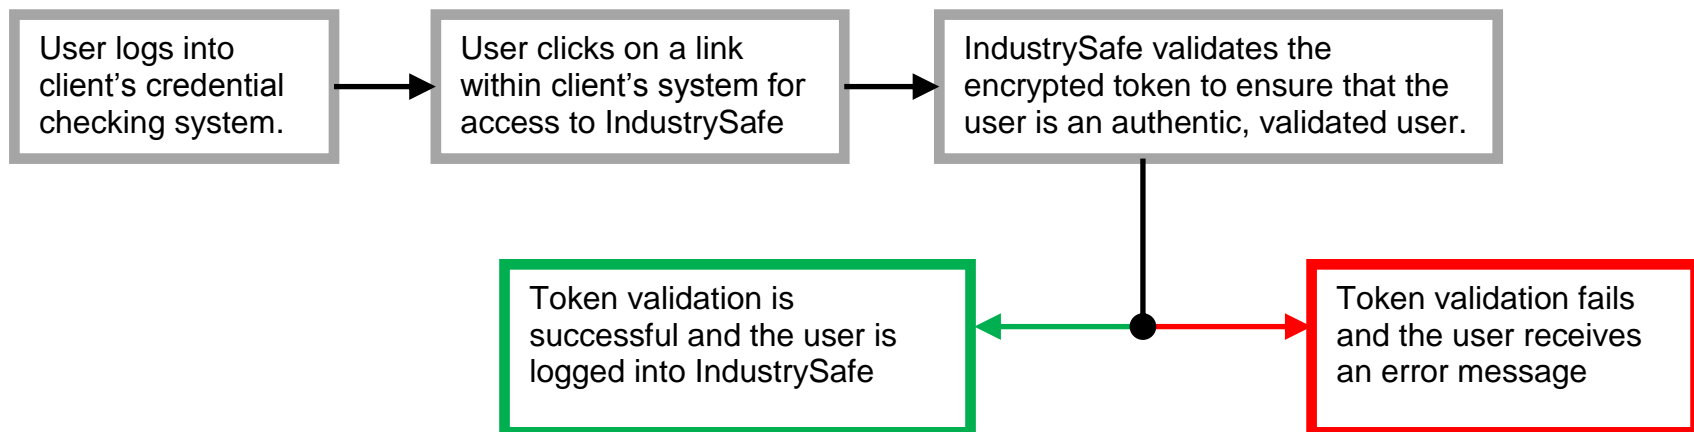 User logs into
client’s credential
checking system.
User clicks on a link
within client’s system for
access to IndustrySafe
IndustrySafe validates the
encrypted token to ensure that the
user is an authentic, validated user.
Token validation is
successful and the user is
logged into IndustrySafe
Token validation fails
and the user receives
an error message